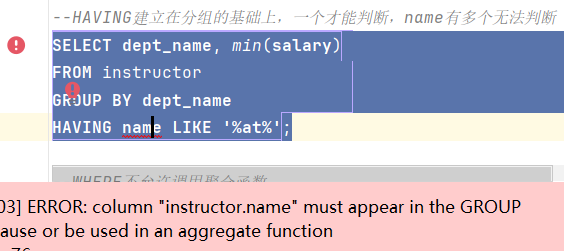 --HAVING建立在分组的基础上，一个才能判断，name有多个无法判断
SELECT dept_name, min(salary)
FROM instructor
GROUP BY dept_name
HAVING name LIKE '%at%';
WHERE不允许调用聚合函数
03] ERROR: column "instructor.name" must appear in the GROUP
ause or be used in an aggregate function